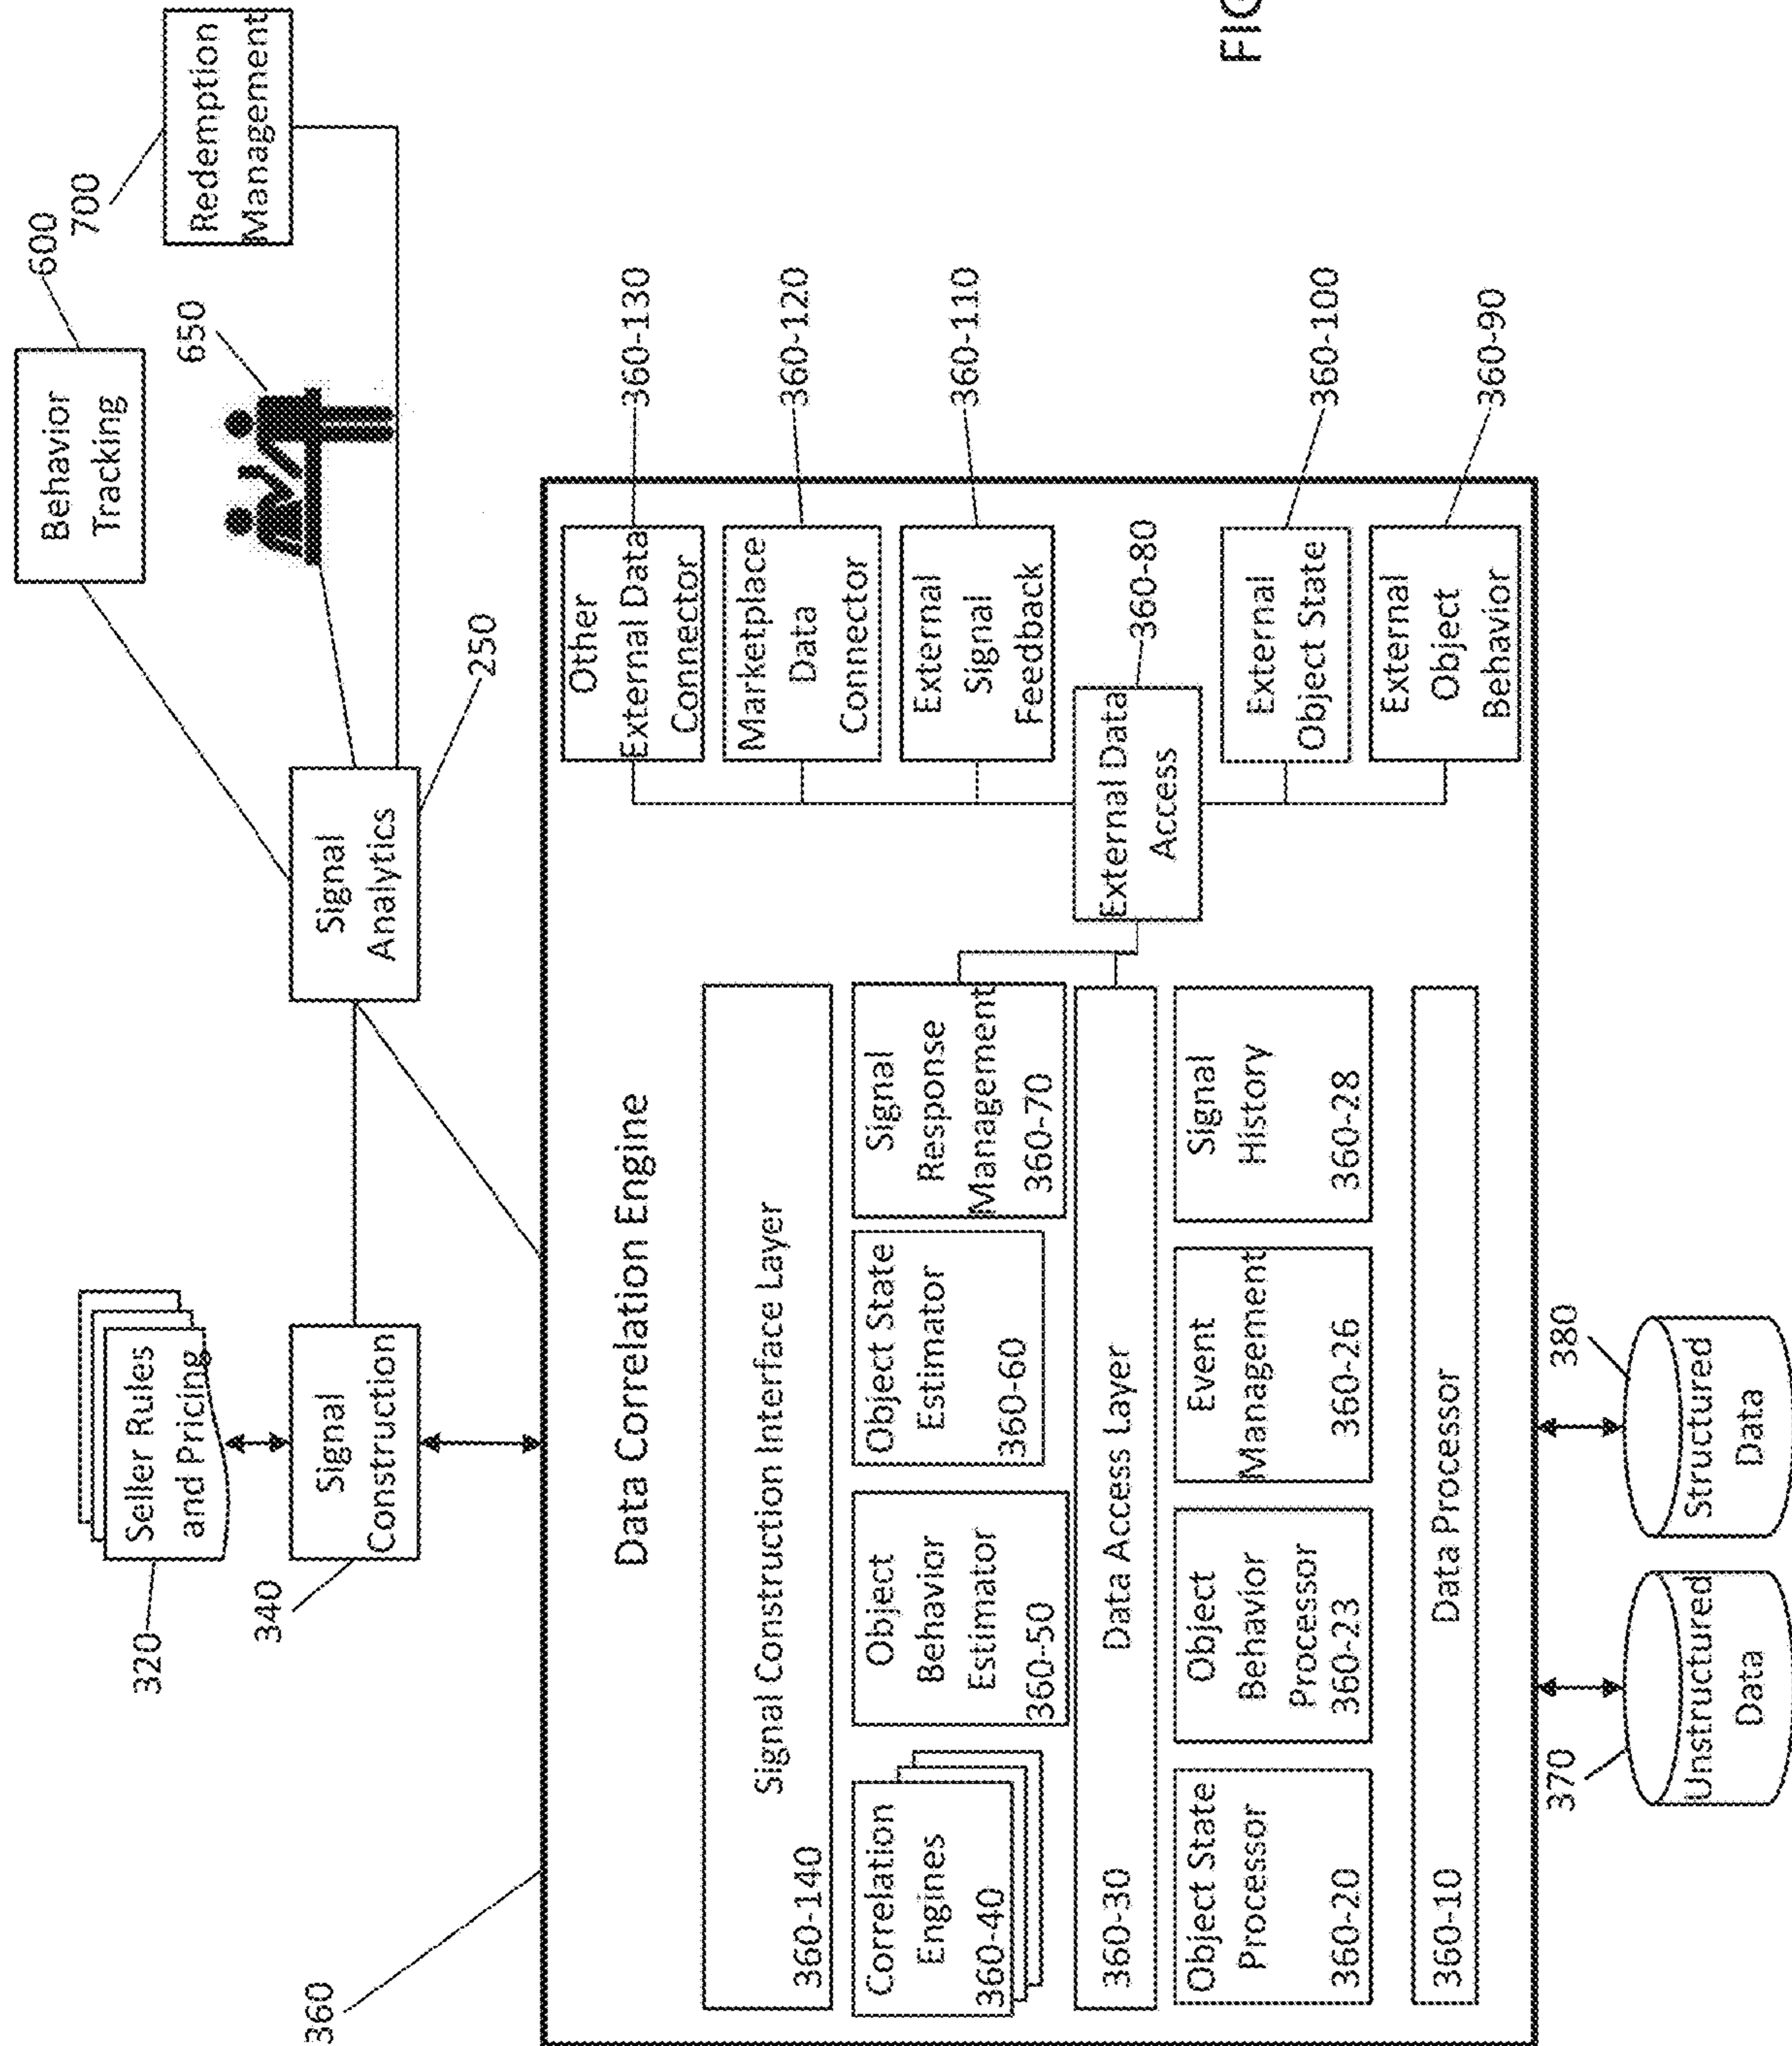 600
700
Behavior
Tracking
Redemption
Management
650
320
Seller Rules
and Pricing
340
Signal
Construction
Signal
Analytics
250
360
Data Correlation Engine
Signal Construction Interface Layer
360-140
Correlation
Engines
360-40
Object
Behavior
Estimator
360-50
Object State
Estimator
360-60
Signal
Response
Management
360-70
Data Access Layer
360-30
Object State
Processor
360-20
Object
Behavior
Processor
360-23
Event
Management
360-26
Signal
History
360-28
Data Processor
360-10
Other
External Data
Connector
360-130
Marketplace
Data
Connector
360-120
External
Signal
Feedback
360-110
External Data
Access
360-80
External
Object State
360-100
External
Object
Behavior
360-90
370
Unstructured
Data
380
Structured
Data